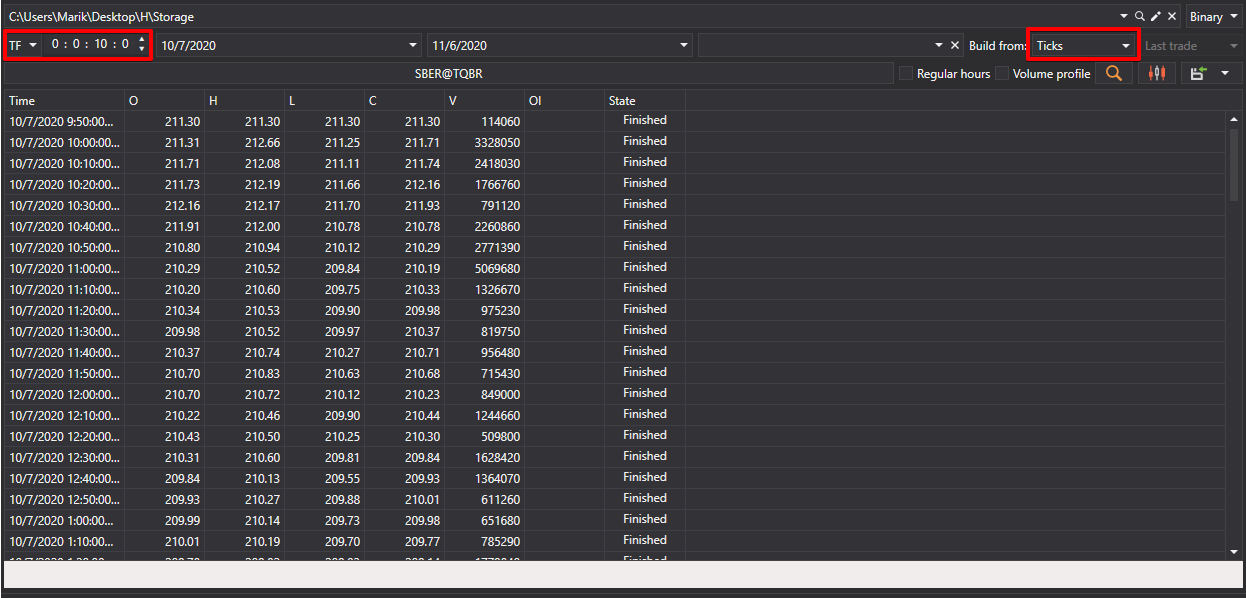 C:\Users\Marik\Desktop\H\Storage Binary
TF 0 : 0 : 10 : 0 10/7/2020 11/6/2020 Build from: Ticks Last trade
SBER@TQBR Regular hours Volume profile
Time O H L C V OI State
10/7/2020 9:50:00... 211.30 211.30 211.30 211.30 114060 Finished
10/7/2020 10:00:00... 211.31 212.66 211.25 211.71 3328050 Finished
10/7/2020 10:10:00... 211.71 212.08 211.11 211.74 2418030 Finished
10/7/2020 10:20:00... 211.73 212.19 211.66 212.16 1766760 Finished
10/7/2020 10:30:00... 212.16 212.17 211.70 211.93 791120 Finished
10/7/2020 10:40:00... 211.91 212.00 210.78 210.78 2260860 Finished
10/7/2020 10:50:00... 210.80 210.94 210.12 210.29 2771390 Finished
10/7/2020 11:00:00... 210.29 210.52 209.84 210.19 5069680 Finished
10/7/2020 11:10:00... 210.20 210.60 209.75 210.33 1326670 Finished
10/7/2020 11:20:00... 210.34 210.53 209.90 209.98 975230 Finished
10/7/2020 11:30:00... 209.98 210.52 209.97 210.37 819750 Finished
10/7/2020 11:40:00... 210.37 210.74 210.27 210.71 956480 Finished
10/7/2020 11:50:00... 210.70 210.83 210.63 210.68 715430 Finished
10/7/2020 12:00:00... 210.70 210.72 210.12 210.23 849000 Finished
10/7/2020 12:10:00... 210.22 210.46 209.90 210.44 1244660 Finished
10/7/2020 12:20:00... 210.43 210.50 210.25 210.30 509800 Finished
10/7/2020 12:30:00... 210.31 210.60 209.81 209.84 1628420 Finished
10/7/2020 12:40:00... 209.84 210.13 209.55 209.93 1364070 Finished
10/7/2020 12:50:00... 209.93 210.27 209.88 210.01 611260 Finished
10/7/2020 1:00:00... 209.99 210.14 209.73 209.98 651680 Finished
10/7/2020 1:10:00... 210.01 210.19 209.70 209.77 785290 Finished